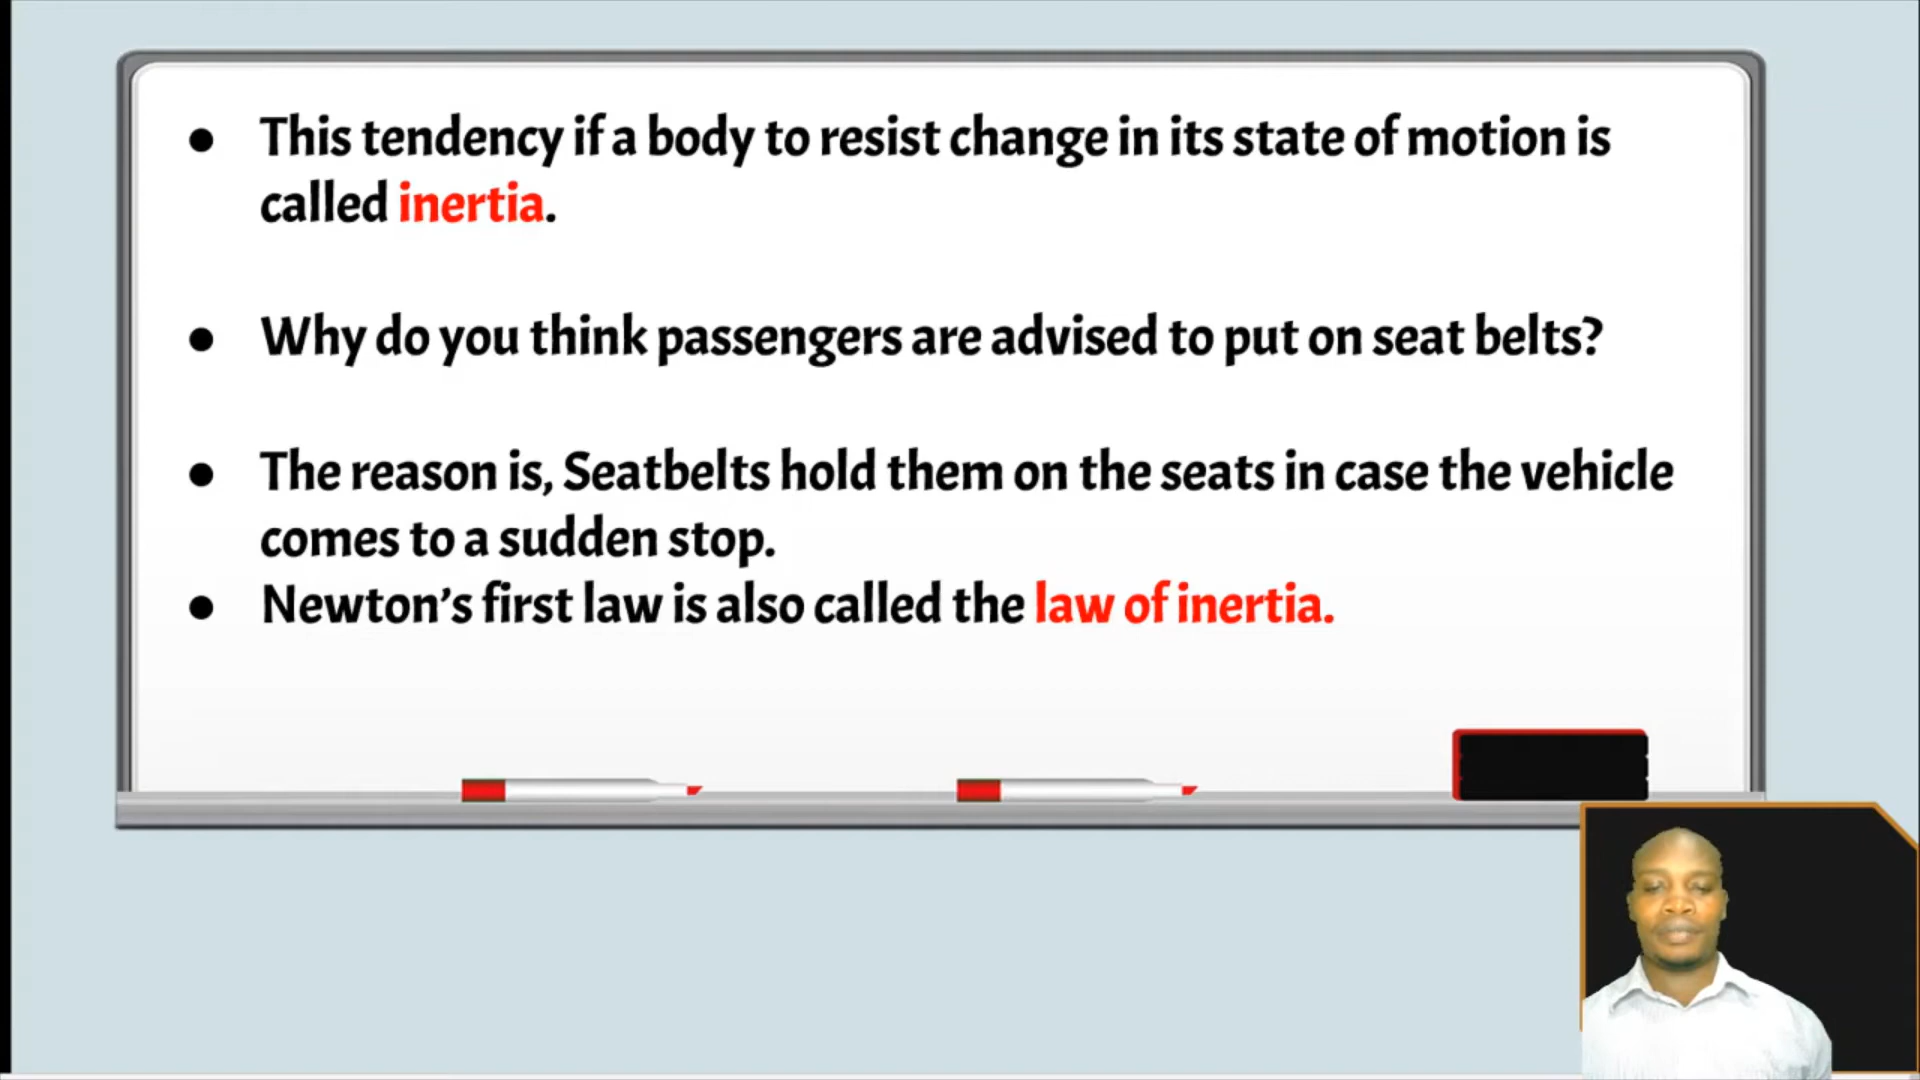 ● This tendency if a body to resist change in its state of motion is
called inertia.
● Why do you think passengers are advised to put on seat belts?
● The reason is, Seatbelts hold them on the seats in case the vehicle
comes to a sudden stop.
● Newton’s first law is also called the law of inertia.